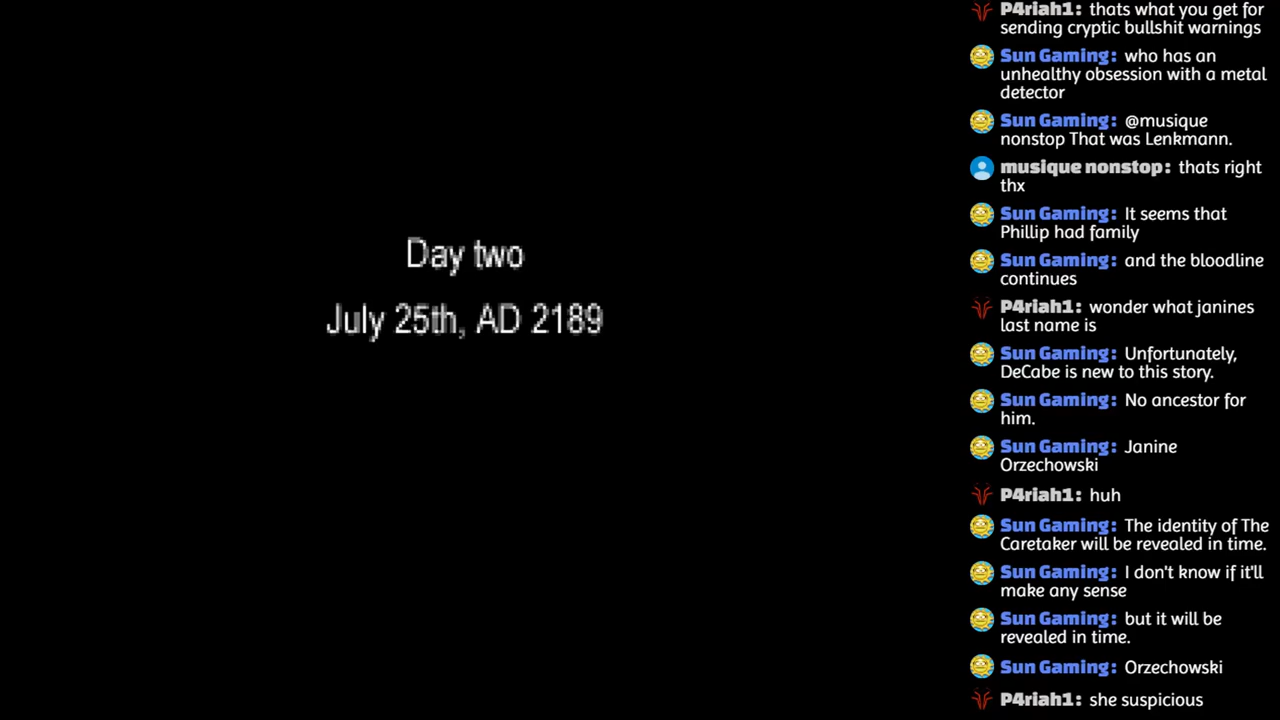 Day two
July 25th, AD 2189
P4riah1: thats what you get for
sending cryptic bullshit warnings
Sun Gaming: who has an
unhealthy obsession with a metal
detector
Sun Gaming: @musique
nonstop That was Lenkmann.
musique nonstop: thats right
thx
Sun Gaming: It seems that
Phillip had family
Sun Gaming: and the bloodline
continues
P4riah1: wonder what janines
last name is
Sun Gaming: Unfortunately,
DeCabe is new to this story.
Sun Gaming: No ancestor for
him.
Sun Gaming: Janine
Orzechowski
P4riah1: huh
Sun Gaming: The identity of The
Caretaker will be revealed in time.
Sun Gaming: I don't know if it'll
make any sense
Sun Gaming: but it will be
revealed in time.
Sun Gaming: Orzechowski
P4riah1: she suspicious